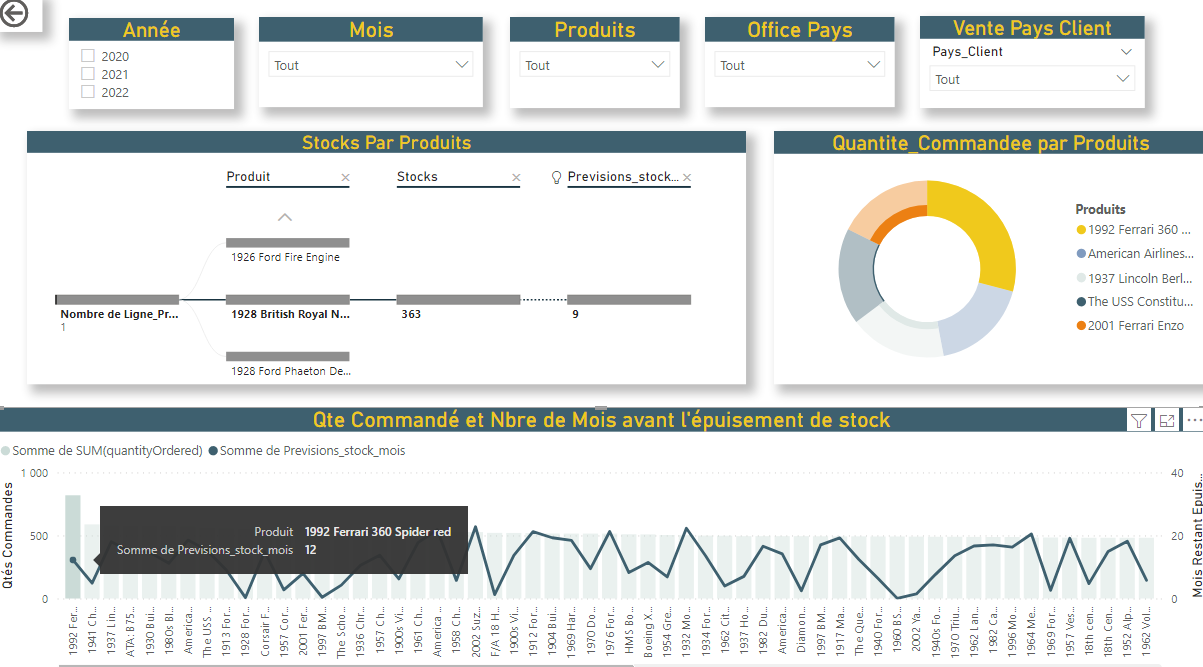 Année
Mois
Produits
Office Pays
Vente Pays Client
2020
2021
2022
Tout
Tout
Tout
Pays_Client
Tout
Stocks Par Produits
Produit
Stocks
Previsions_stock...
1926 Ford Fire Engine
Nombre de Ligne_Pr...
1
1928 British Royal N...
363
9
1928 Ford Phaeton De...
Quantite_Commandee par Produits
Produits
1992 Ferrari 360 ...
American Airlines...
1937 Lincoln Berl...
The USS Constitu...
2001 Ferrari Enzo
Qte Commandé et Nbre de Mois avant l'épuisement de stock
Somme de SUM(quantityOrdered)
Somme de Previsions_stock_mois
Qtés Commandes
1 000
500
0
Produit 1992 Ferrari 360 Spider red
Somme de Previsions_stock_mois 12
40
20
0
Mois Restant Epuis...
1992 Fer...
1941 Ch...
1937 Lin...
ATA: B75...
1930 Bui...
1980s Bl...
America...
The USS ...
1913 For...
1928 For...
Corsair F...
1957 Cor...
2001 Fer...
1997 BM...
The Scho...
1936 Chr...
1957 Ch...
1900s Vi...
1961 Ch...
America ...
1958 Ch...
2002 Suz...
F/A 18 H...
1900s Vi...
1912 For...
1904 Bui...
1969 Har...
1970 Do...
1976 For...
HMS Bo...
Boeing X...
1954 Gre...
1932 Mo...
1934 For...
1962 Cit...
1937 Ho...
1982 Du...
America...
Diamon...
1997 BM...
1917 Ma...
The Que...
1940 For...
1960 BS...
2002 Ya...
1940s Fo...
1970 Triu...
1962 Lan...
1982 Ca...
1996 Mo...
1964 Me...
1969 For...
1957 Ves...
18th cen...
18th Cen...
1952 Alp...
1962 Vol...